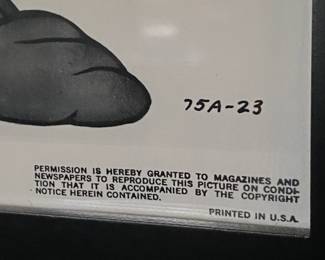 75A-23
PERMISSION IS HEREBY GRANTED TO MAGAZINES AND
NEWSPAPERS TO REPRODUCE THIS PICTURE ON CONDI-
TION THAT IT IS ACCOMPANIED BY THE COPYRIGHT
NOTICE HEREIN CONTAINED.
PRINTED IN U.S.A.